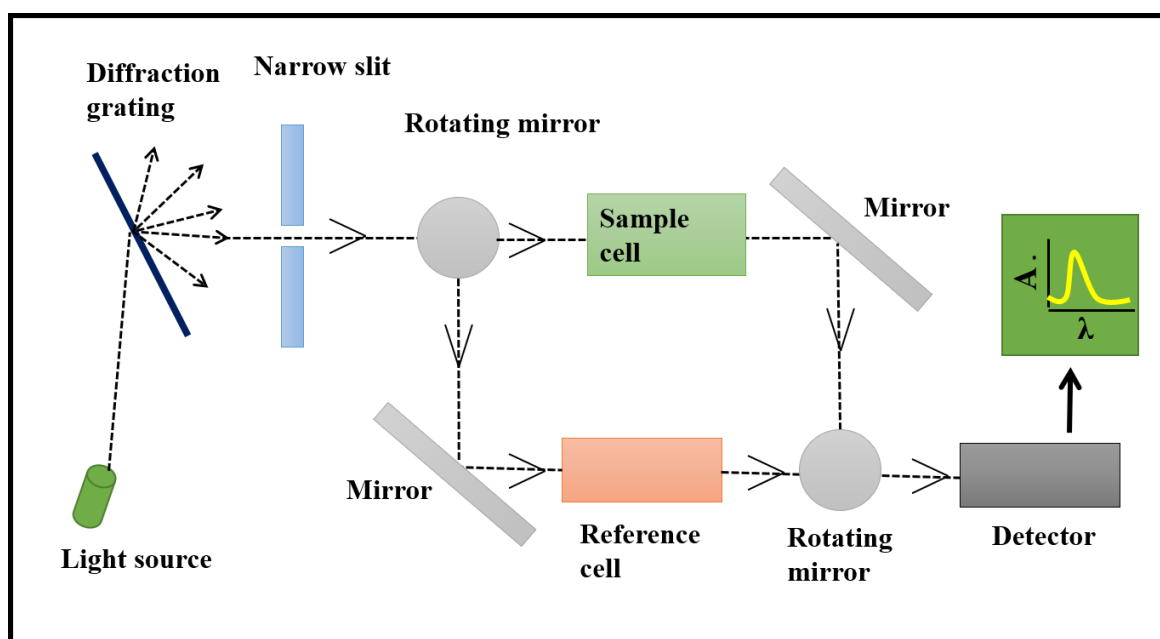 Diffraction
grating
Narrow slit
Rotating mirror
Sample
cell
Mirror
A .
λ
Mirror
Light source
Reference
cell
Rotating
mirror
Detector